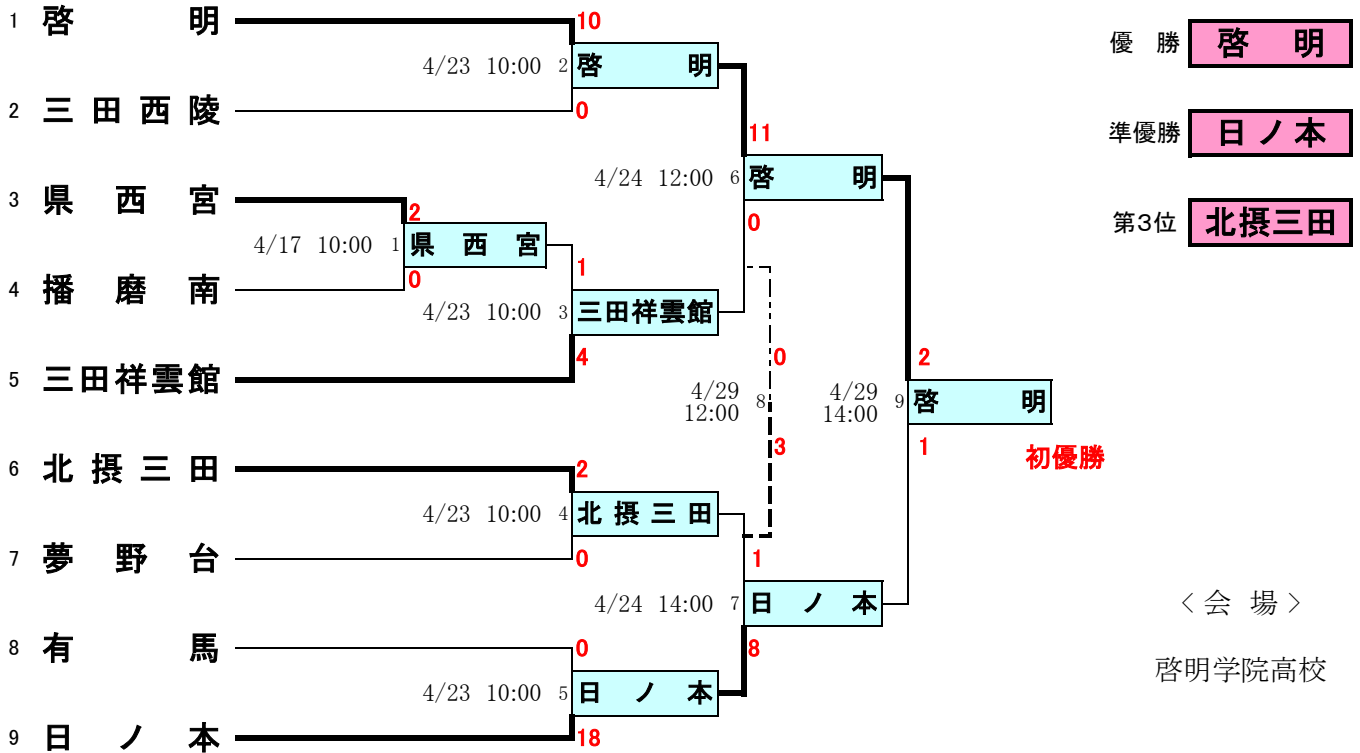 1 啓明
10
4/23 10:00 2 啓明
2 三田西陵
0
11
4/24 12:00 6 啓明
0
3 県西宮
2
4/17 10:00 1 県西宮
4 播磨南
0
1
4/23 10:00 3 三田祥雲館
4
5 三田祥雲館
0
4/29
12:00 8
3
2
4/29
14:00 9 啓明
1
初優勝
6 北摂三田
2
4/23 10:00 4 北摂三田
7 夢野台
0
1
4/24 14:00 7 日ノ本
8
8 有馬
0
4/23 10:00 5 日ノ本
9 日ノ本
18
優勝 啓明
準優勝 日ノ本
第3位 北摂三田
<会場>
啓明学院高校